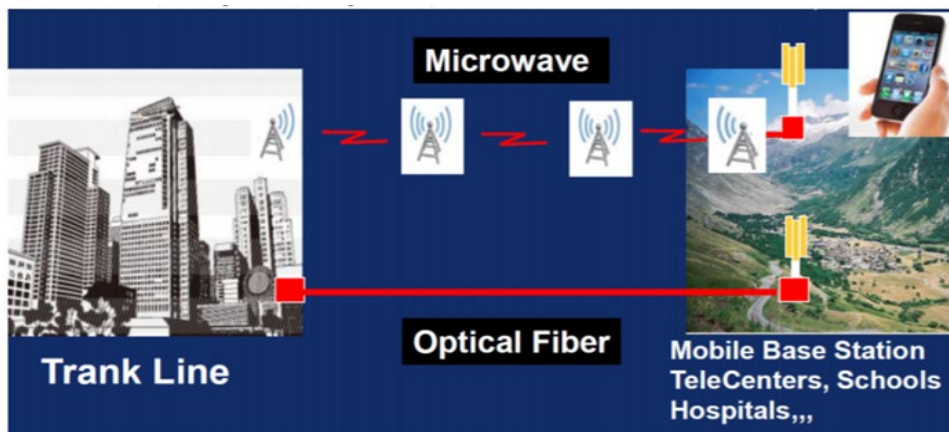 Microwave
Optical Fiber
Trank Line
Mobile Base Station
TeleCenters, Schools
Hospitals,,,